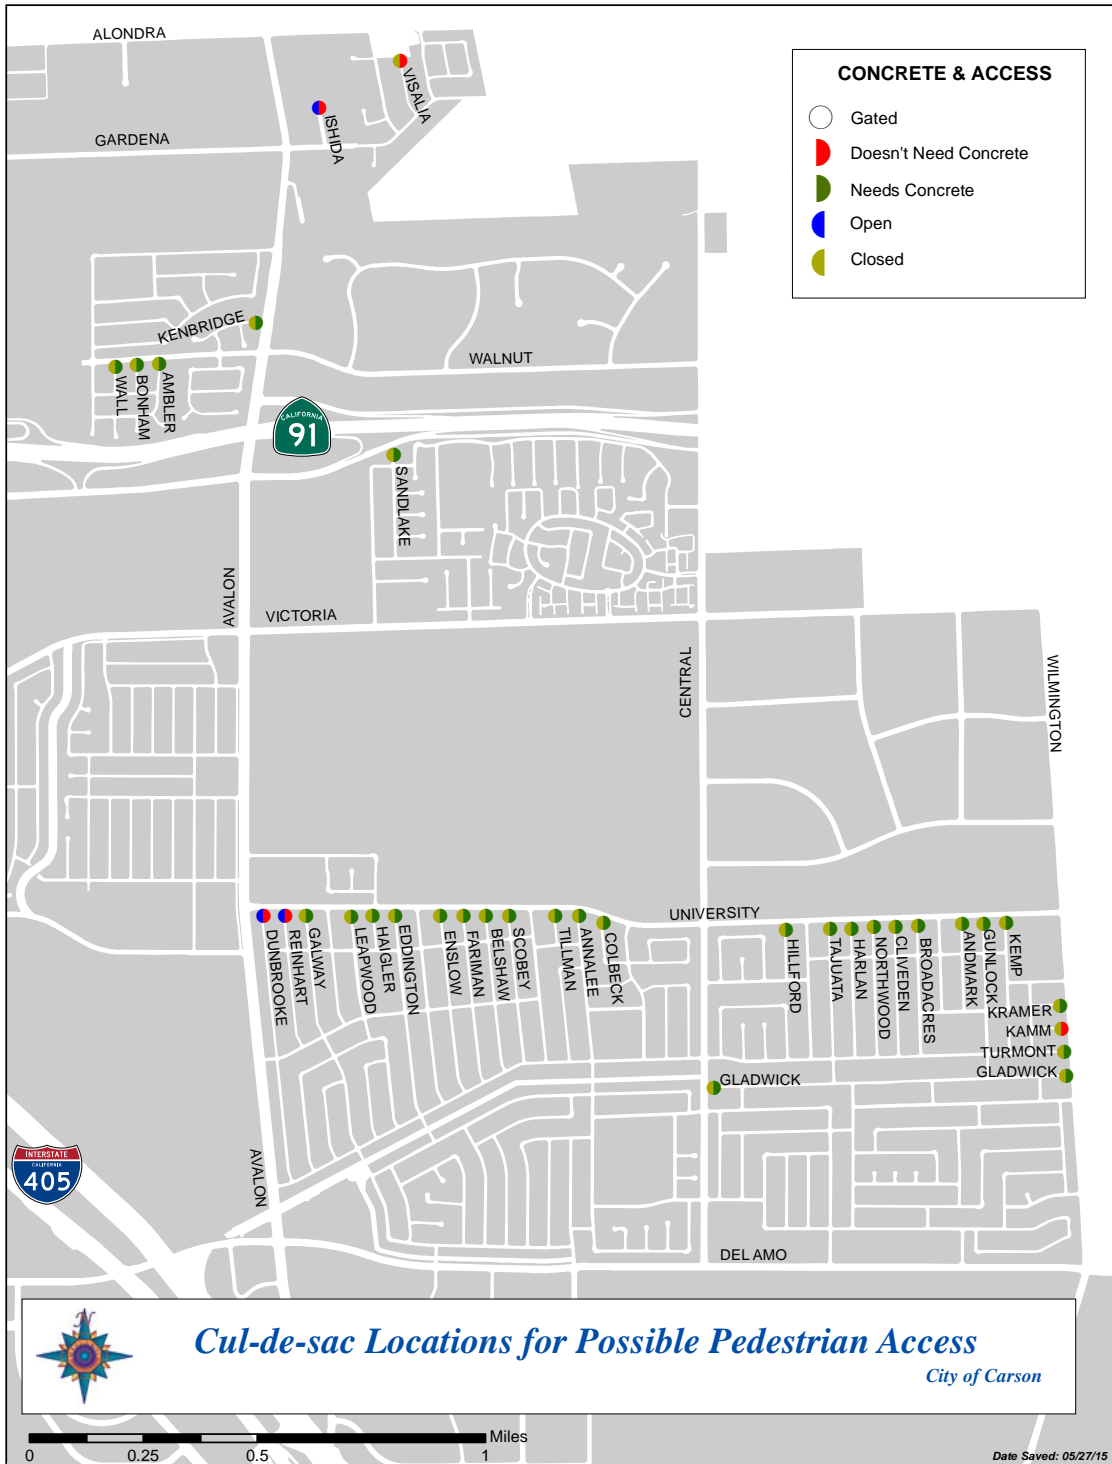 ALONDRA
VISALIA
CONCRETE & ACCESS
Gated
Doesn't Need Concrete
Needs Concrete
Open
Closed
ISHIDA
GARDENA
KENBRIDGE
WALNUT
WALL
BONHAM
AMBLER
CALIFORNIA
91
SANDLAKE
AVALON
VICTORIA
CENTRAL
WILMINGTON
UNIVERSITY
DUNBROOKE
REINHART
GALWAY
LEAPWOOD
HAIGLER
EDDINGTON
ENSLOW
FARIMAN
BELSHAW
SCOBEY
TILLMAN
ANNALEE
COLBECK
HILLFORD
TAJUATA
HARLAN
NORTHWOOD
CLIVEDEN
BROADACRES
ANDMARK
GUNLOCK
KEMP
KRAMER
KAMM
TURMONT
GLADWICK
GLADWICK
AVALON
INTERSTATE
CALIFORNIA
405
DEL AMO
N
Cul-de-sac Locations for Possible Pedestrian Access
City of Carson
Miles
0 0.25 0.5 1
Date Saved: 05/27/15